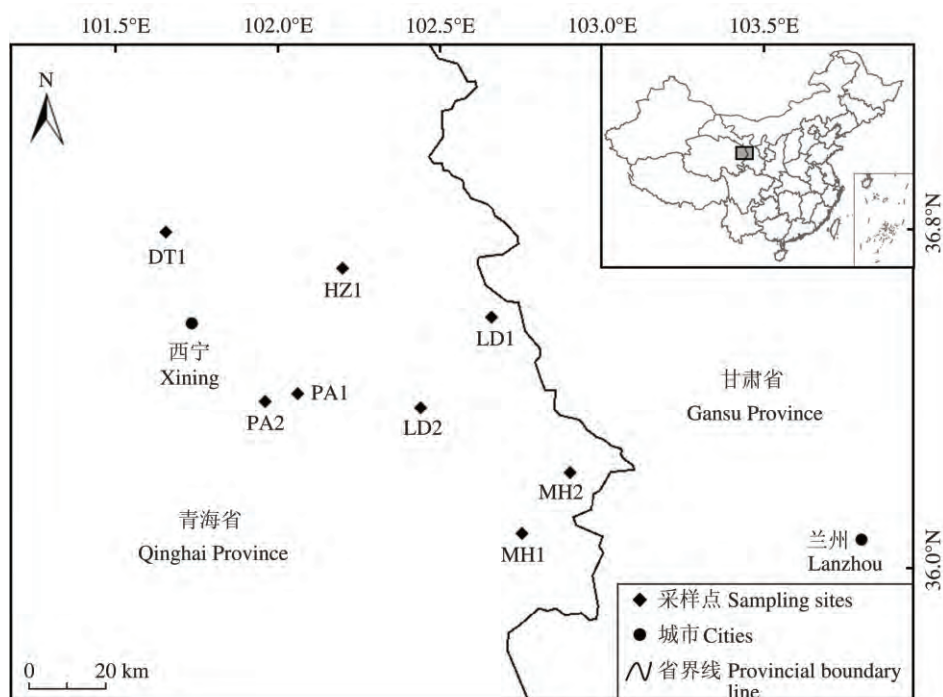 101.5°E
102.0°E
102.5°E
103.0°E
103.5°E
N
36.8°N
DT1
HZ1
LD1
西宁
Xining
甘肃省
Gansu Province
PA1
PA2
LD2
MH2
青海省
Qinghai Province
MH1
兰州
Lanzhou
36.0°N
采样点 Sampling sites
城市 Cities
省界线 Provincial boundary
line
0 20 km